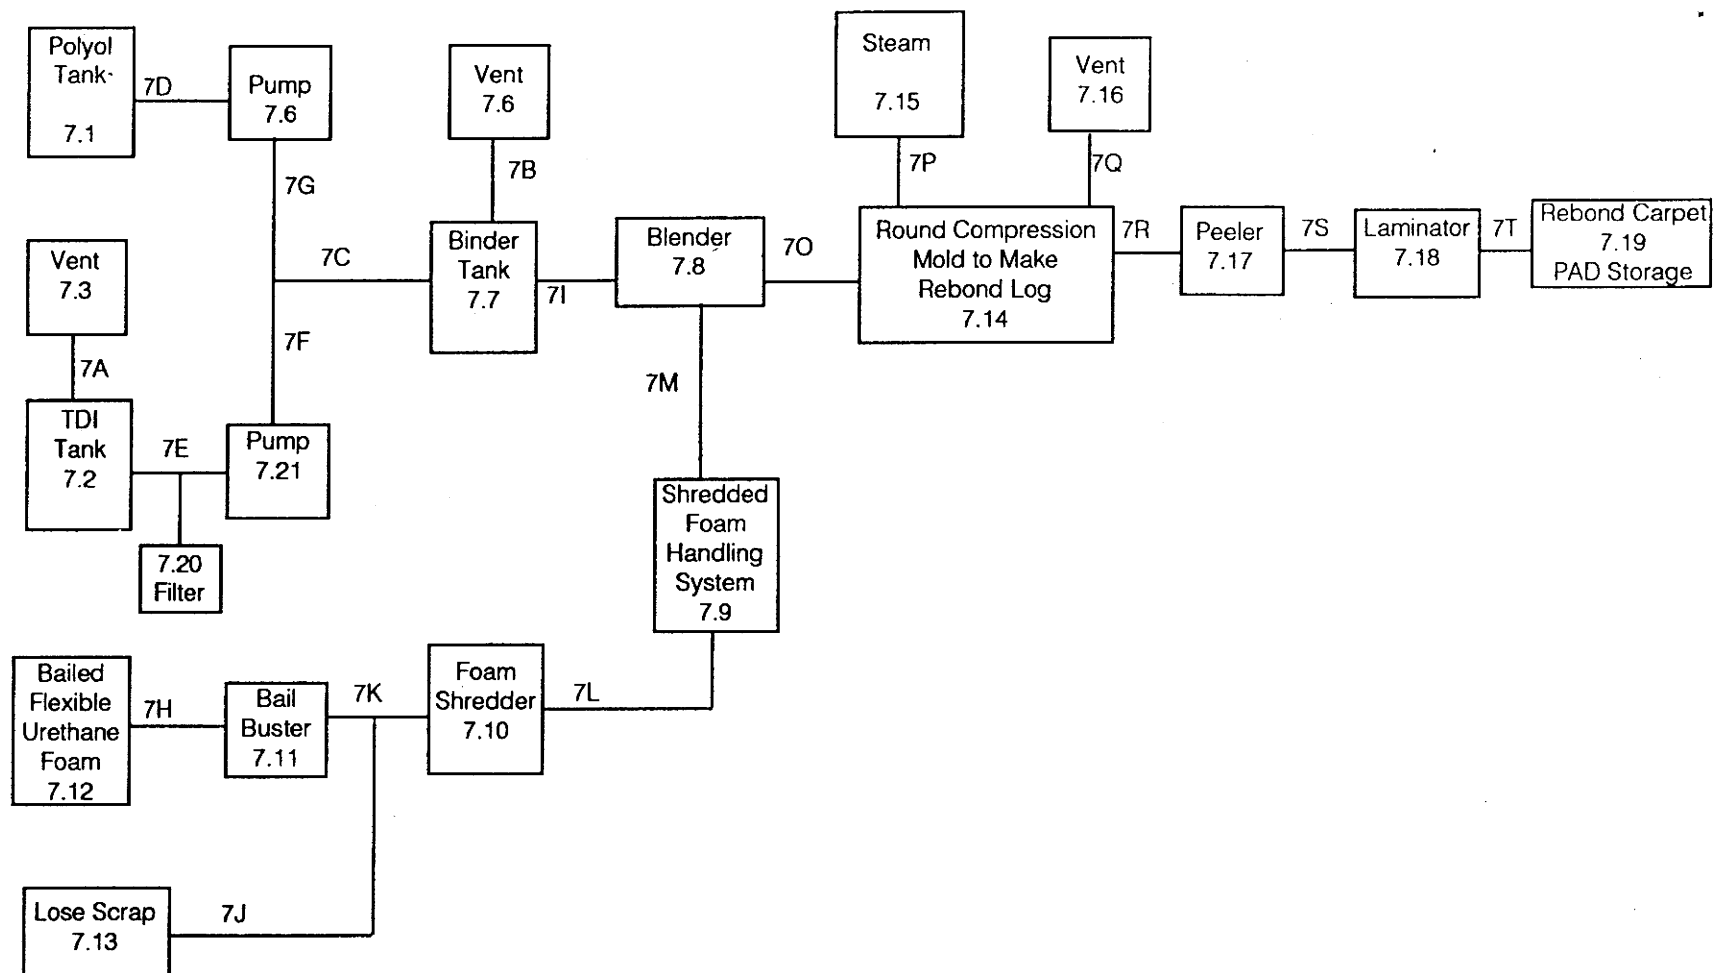 Polyol
Tank
7.1
7D
Pump
7.6
Vent
7.6
Steam
7.15
Vent
7.16
7G
7B
7P
7Q
Vent
7.3
7C
Binder
Tank
7.7
7I
Blender
7.8
7O
Round Compression
Mold to Make
Rebond Log
7.14
7R
Peeler
7.17
7S
Laminator
7.18
7T
Rebond Carpet
7.19
PAD Storage
7A
7F
7M
TDI
Tank
7.2
7E
Pump
7.21
7.20
Filter
Shredded
Foam
Handling
System
7.9
Bailed
Flexible
Urethane
Foam
7.12
7H
Bail
Buster
7.11
7K
Foam
Shredder
7.10
7L
Lose Scrap
7.13
7J